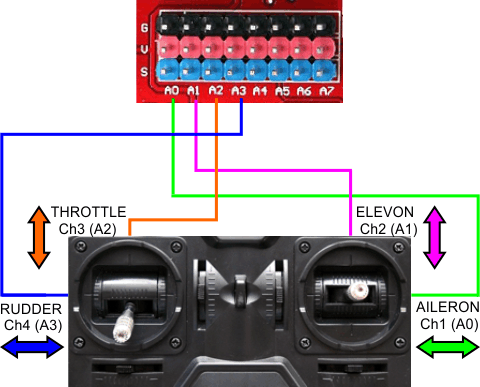 G
V
S
A0 A1 A2 A3 A4 A5 A6 A7
THROTTLE
Ch3 (A2)
ELEVON
Ch2 (A1)
RUDDER
Ch4 (A3)
AILERON
Ch1 (A0)